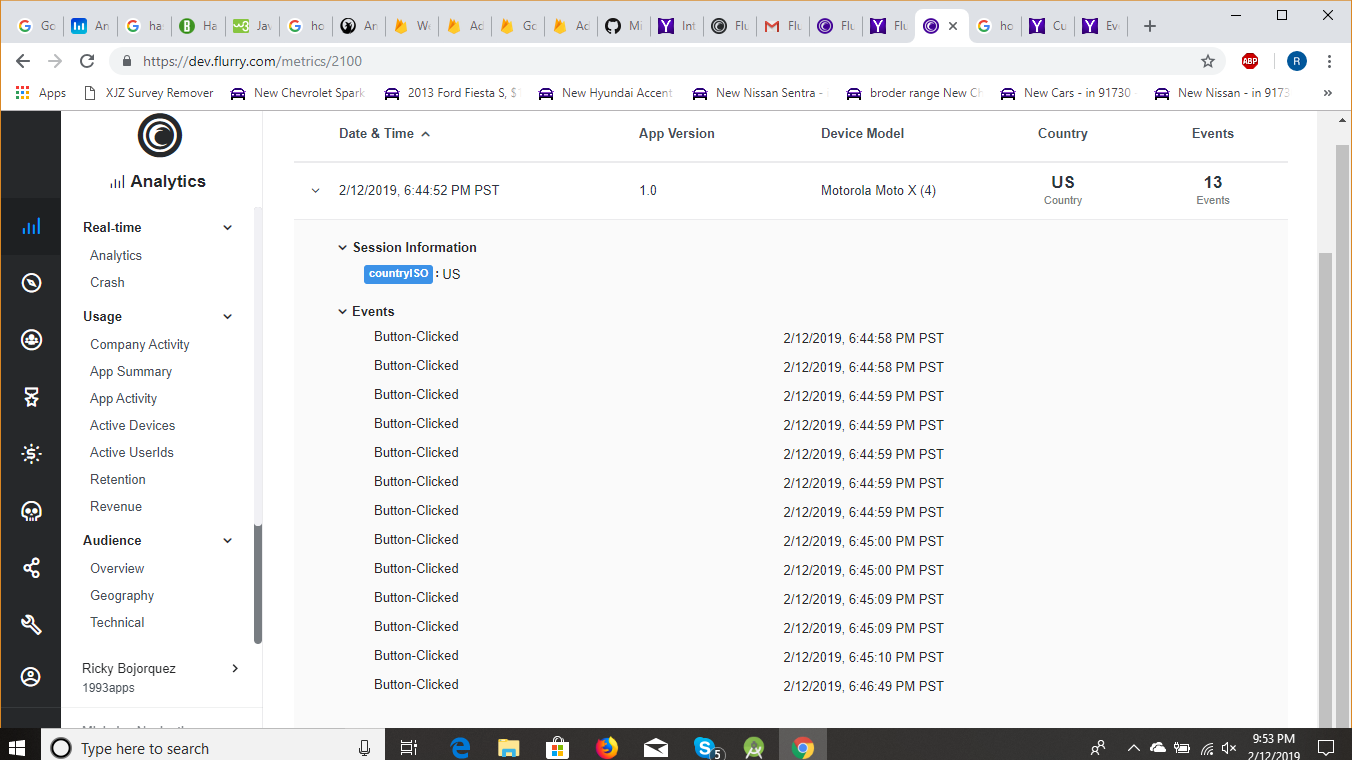 Gc
An
ha
Ha
Jav
ho
An
We
Ad
Go
Ad
Mi
Int
Flu
Flu
Flu
Flu
ho
Cu
Eve
https://dev.flurry.com/metrics/2100
ABP
R
Apps XJZ Survey Remover New Chevrolet Spark 2013 Ford Fiesta S, $ New Hyundai Accent New Nissan Sentra - broder range New Ch New Cars - in 91730 New Nissan - in 9173
Analytics
Real-time
Analytics
Crash
Usage
Company Activity
App Summary
App Activity
Active Devices
Active UserIds
Retention
Revenue
Audience
Overview
Geography
Technical
Ricky Bojorquez
1993apps
Date & Time App Version Device Model Country Events
2/12/2019, 6:44:52 PM PST 1.0 Motorola Moto X (4) US 13
Country Events
Session Information
countryISO : US
Events
Button-Clicked 2/12/2019, 6:44:58 PM PST
Button-Clicked 2/12/2019, 6:44:58 PM PST
Button-Clicked 2/12/2019, 6:44:59 PM PST
Button-Clicked 2/12/2019, 6:44:59 PM PST
Button-Clicked 2/12/2019, 6:44:59 PM PST
Button-Clicked 2/12/2019, 6:44:59 PM PST
Button-Clicked 2/12/2019, 6:44:59 PM PST
Button-Clicked 2/12/2019, 6:45:00 PM PST
Button-Clicked 2/12/2019, 6:45:00 PM PST
Button-Clicked 2/12/2019, 6:45:09 PM PST
Button-Clicked 2/12/2019, 6:45:09 PM PST
Button-Clicked 2/12/2019, 6:45:10 PM PST
Button-Clicked 2/12/2019, 6:46:49 PM PST
Type here to search
5
9:53 PM
2/12/2019